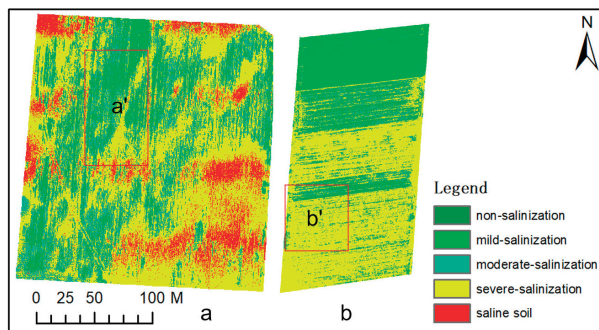 N
a'
b'
Legend
non-salinization
mild-salinization
moderate-salinization
severe-salinization
saline soil
0 25 50 100 M
a
b